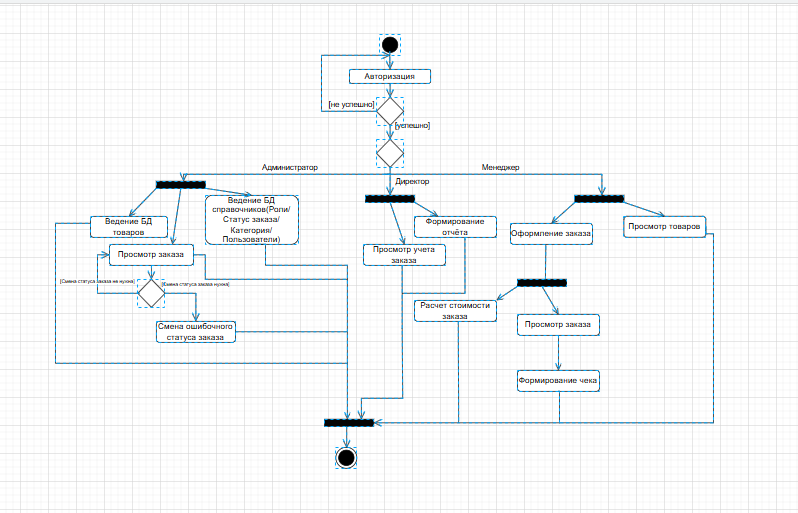 Авторизация
[не успешно]
[успешно]
Администратор
Менеджер
Директор
Ведение БД
справочников(Роли/
Статус заказа/
Категория/
Пользователи)
Ведение БД
товаров
Формирование
отчёта
Просмотр товаров
Оформление заказа
Просмотр заказа
Просмотр учета
заказа
[Смена статуса заказа не нужна]
[Смена статуса заказа нужна]
Расчет стоимости
заказа
Смена ошибочного
статуса заказа
Просмотр заказа
Формирование чека